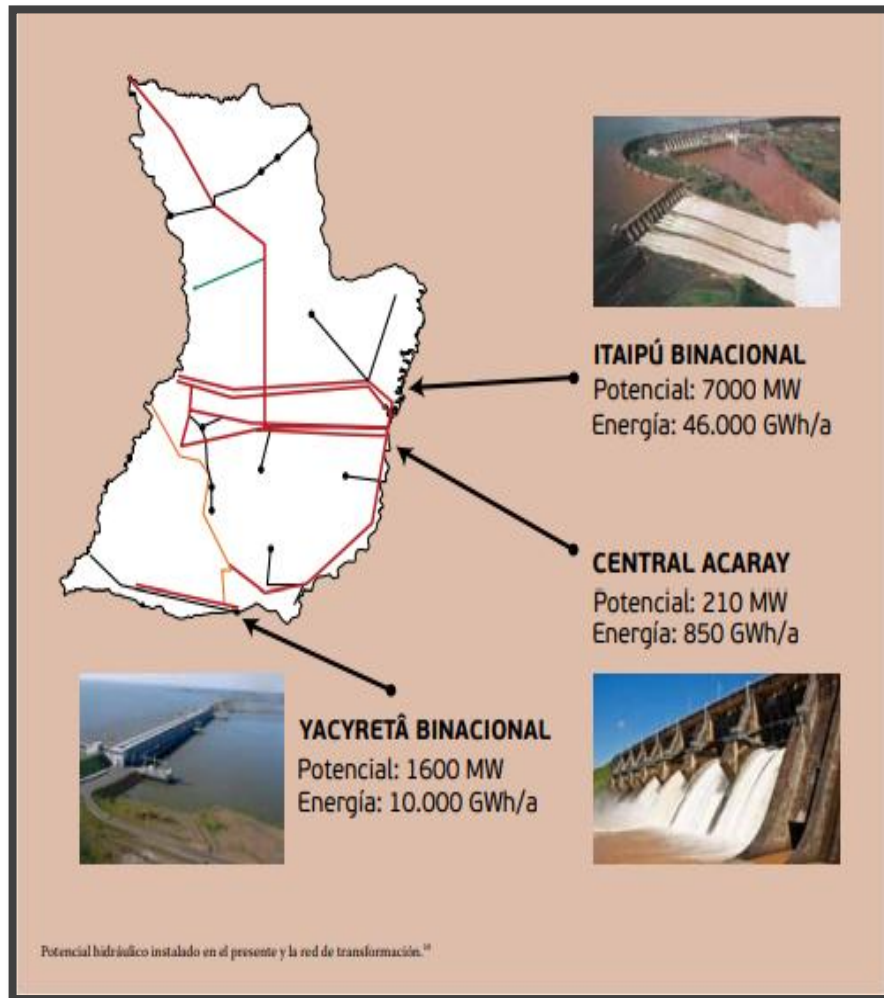 ITAIPÚ BINACIONAL
Potencial: 7000 MW
Energía: 46.000 GWh/a
CENTRAL ACARAY
Potencial: 210 MW
Energía: 850 GWh/a
YACYRETÂ BINACIONAL
Potencial: 1600 MW
Energía: 10.000 GWh/a
Potencial hidráulico instalado en el presente y la red de transformación.¹⁰